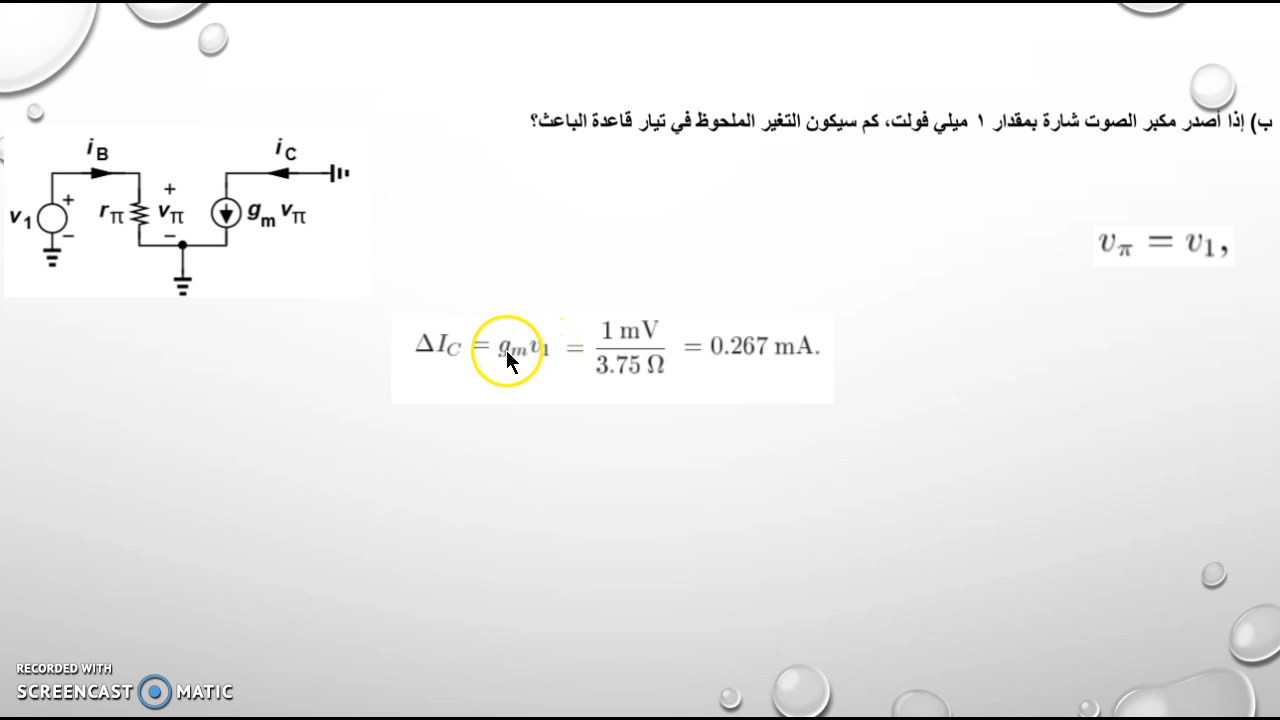 ب) إذا أصدر مكبر الصوت شارة بمقدار ١ ميلي فولت، كم سيكون التغير الملحوظ في تيار قاعدة الباعث؟
iB iC
v1 + − rπ + vπ − gm vπ
vπ = v1,
ΔIC = gmv1 = 1 mV / 3.75 Ω = 0.267 mA.
RECORDED WITH
SCREENCAST MATIC